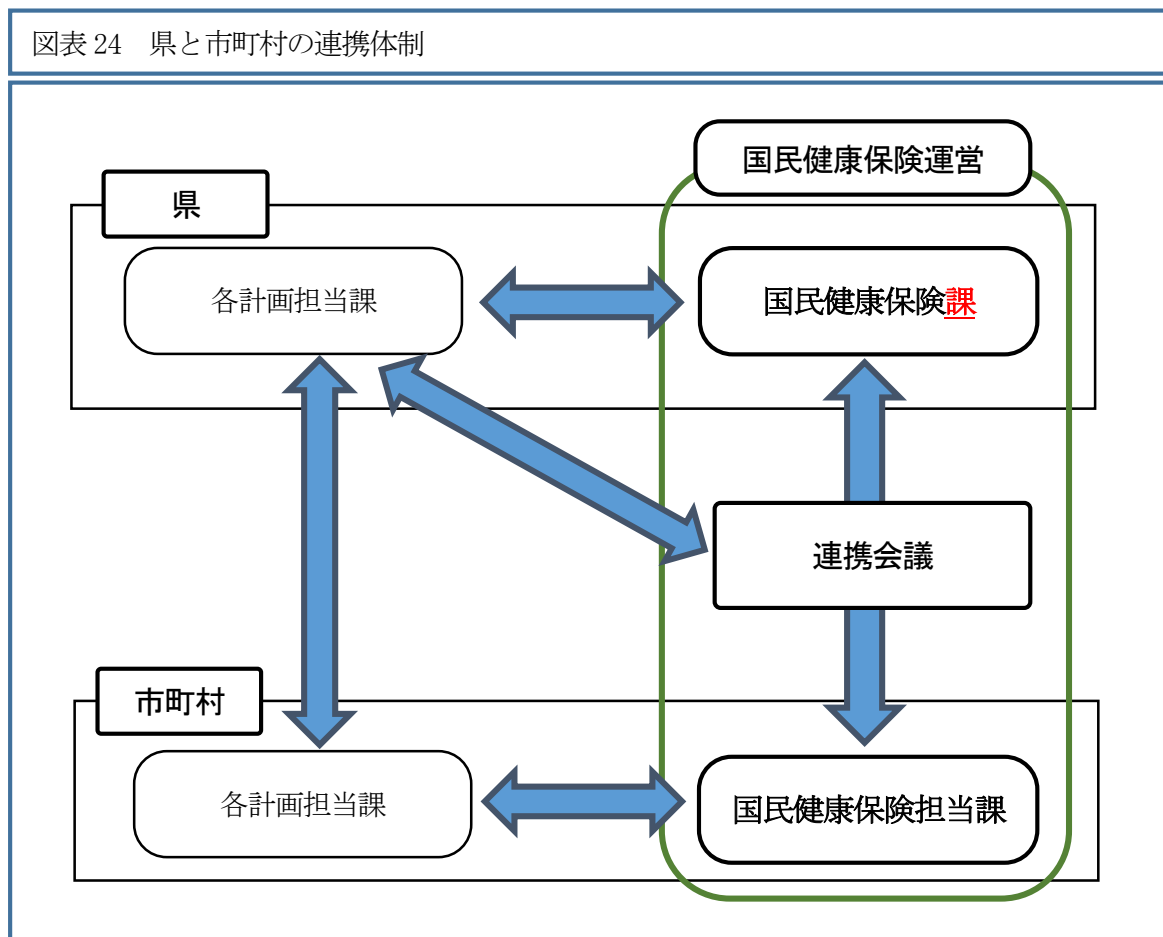 図表 24　県と市町村の連携体制
国民健康保険運営
県
各計画担当課
国民健康保険課
連携会議
市町村
各計画担当課
国民健康保険担当課